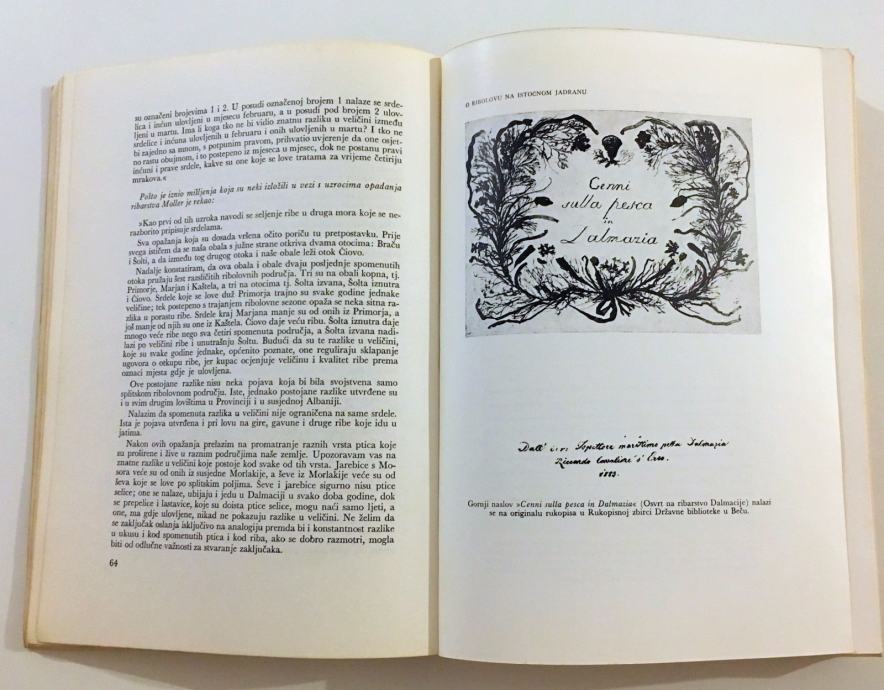 su označeni brojevima 1 i 2. U posudi označenoj brojem 1 nalaze se srde-
lica i inćun ulovljeni u mjesecu februaru, a u posudi pod brojem 2 ulov-
ljeni u martu. Ima li koga tko ne bi vidio znatnu razliku u veličini između
srdelice i inćuna ulovljenih u februaru i onih ulovljenih u martu? I tko ne
bi zajedno sa mnom, s potpunim pravom, prihvatio uvjerenje da one osjet-
no rastu obujmom, i to postepeno iz mjeseca u mjesec, dok ne postanu pravi
inćuni i prave srdele, kakve su one koje se love tratama za vrijeme četiriju
mrakova.«
Pošto je iznio mišljenja koja su neki izložili u vezi s uzrocima opadanja
ribarstva Moller je rekao:
»Kao prvi od tih uzroka navodi se seljenje ribe u druga mora koje se ne-
razborito pripisuje srdelama.
Sva opažanja koja su dosada vršena očito poriču tu pretpostavku. Prije
svega ističem da se naša obala s južne strane otkriva dvama otocima: Braču
i Šolti, a da između tog drugog otoka i naše obale leži otok Čiovo.
Nadalje konstatiram, da ova obala i obale dvaju posljednje spomenutih
otoka pružaju šest različitih ribolovnih područja. Tri su na obali kopna, tj.
Primorje, Marjan i Kaštela, a tri na otocima tj. Šolta izvana, Šolta iznutra
i Čiovo. Srdele koje se love duž Primorja trajno su svake godine jednake
veličine; tek postepeno s trajanjem ribolovne sezone opaža se neka sitna ra-
zlika u porastu ribe. Srdele kraj Marjana manje su od onih iz Primorja, a
još manje od njih su one iz Kaštela. Čiovo daje veću ribu. Šolta iznutra daje
mnogo veće ribu nego sva četiri spomenuta područja, a Šolta izvana nadi-
lazi po veličini ribe i unutrašnju Šoltu. Budući da su te razlike u veličini,
koje su svake godine jednake, općenito poznate, one reguliraju sklapanje
ugovora o otkupu ribe, jer kupac ocjenjuje veličinu i kvalitet ribe prema
oznaci mjesta gdje je ulovljena.
Ove postojane razlike nisu neka pojava koja bi bila svojstvena samo
splitskom ribolovnom području. Iste, jednako postojane razlike utvrđene su
i u svim drugim lovištima u Provinciji i u susjednoj Albaniji.
Nalazim da spomenuta razlika u veličini nije ograničena na same srdele.
Ista je pojava utvrđena i pri lovu na gire, gavune i druge ribe koje idu u
jatima.
Nakon ovih opažanja prelazim na promatranje raznih vrsta ptica koje
su proširene i žive u raznim područjima naše zemlje. Upozoravam vas na
znatne razlike u veličini koje postoje kod svake od tih vrsta. Jarebice s Mo-
sora veće su od onih iz susjedne Morlakije, a ševe iz Morlakije veće su od
ševa koje se love po splitskim poljima. Ševe i jarebice sigurno nisu ptice
selice; one se nalaze, ubijaju i jedu u Dalmaciji u svako doba godine, dok
se prepelice i lastavice, koje su doista ptice selice, mogu naći samo ljeti, a
one, ma gdje ulovljene, nikad ne pokazuju razlike u veličini. Ne želim da
se zaključak oslanja isključivo na analogiju premda bi i konstantnost razlike
u ukusu i kod spomenutih ptica i kod riba, ako se dobro razmotri, mogla
biti od odlučne važnosti za stvaranje zaključaka.
64
O RIBOLOVU NA ISTOČNOM JADRANU
Cenni
sulla pesca
in
Dalmazia
Dall' Ispettore marittimo della Dalmazia
Riccardo Cavaliere d' Erco.
Gornji naslov »Cenni sulla pesca in Dalmazia« (Osvrt na ribarstvo Dalmacije) nalazi
se na originalu rukopisa u Rukopisnoj zbirci Državne biblioteke u Beču.